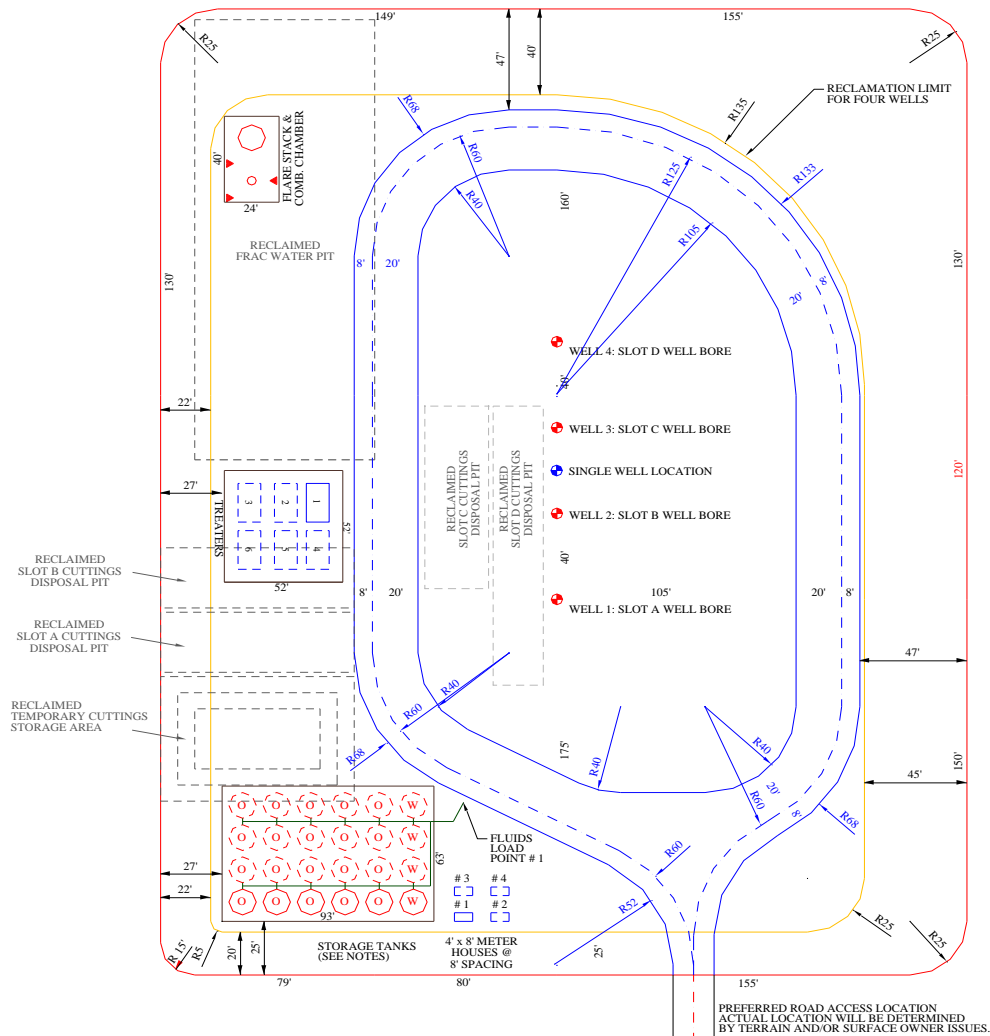 149'
155'
R25
R25
47'
40'
RECLAMATION LIMIT
FOR FOUR WELLS
R68
R135
R60
R125
R133
R40
R105
40'
24'
FLARE STACK &
COMB. CHAMBER
160'
RECLAIMED
FRAC WATER PIT
130'
8'
20'
8'
20'
130'
WELL 4: SLOT D WELL BORE
40'
22'
WELL 3: SLOT C WELL BORE
RECLAIMED
SLOT C CUTTINGS
DISPOSAL PIT
RECLAIMED
SLOT D CUTTINGS
DISPOSAL PIT
SINGLE WELL LOCATION
120'
27'
TREATERS
3
2
1
6
5
4
52'
52'
WELL 2: SLOT B WELL BORE
40'
RECLAIMED
SLOT B CUTTINGS
DISPOSAL PIT
8'
20'
105'
20'
8'
WELL 1: SLOT A WELL BORE
RECLAIMED
SLOT A CUTTINGS
DISPOSAL PIT
47'
RECLAIMED
TEMPORARY CUTTINGS
STORAGE AREA
R40
R60
R68
175'
R40
R40
R60
20'
8'
R68
150'
45'
O O O O O W
O O O O O W
O O O O O W
O O O O O W
63'
93'
FLUIDS
LOAD
POINT # 1
27'
22'
# 3
# 4
# 1
# 2
R60
R52
R25
R25
R 15'
R5
20'
25'
STORAGE TANKS
(SEE NOTES)
4' x 8' METER
HOUSES @
8' SPACING
25'
79'
80'
155'
PREFERRED ROAD ACCESS LOCATION
ACTUAL LOCATION WILL BE DETERMINED
BY TERRAIN AND/OR SURFACE OWNER ISSUES.